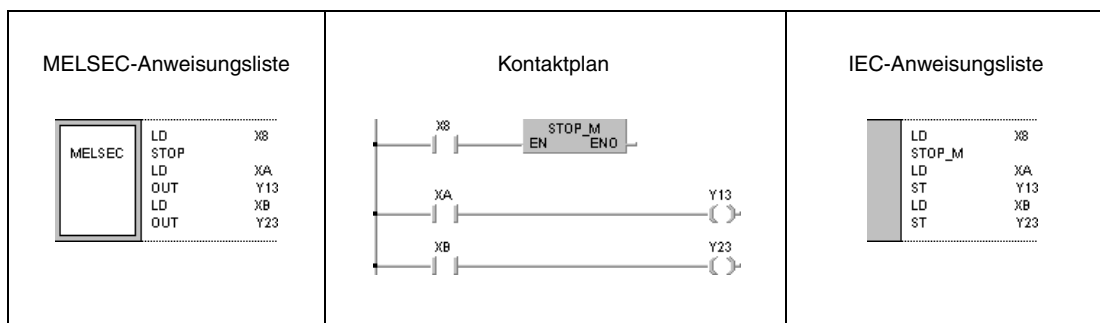 MELSEC-Anweisungsliste
MELSEC
LD X8
STOP
LD XA
OUT Y13
LD XB
OUT Y23
Kontaktplan
X8
STOP_M
EN ENO
XA Y13
XB Y23
IEC-Anweisungsliste
LD X8
STOP_M
LD XA
ST Y13
LD XB
ST Y23